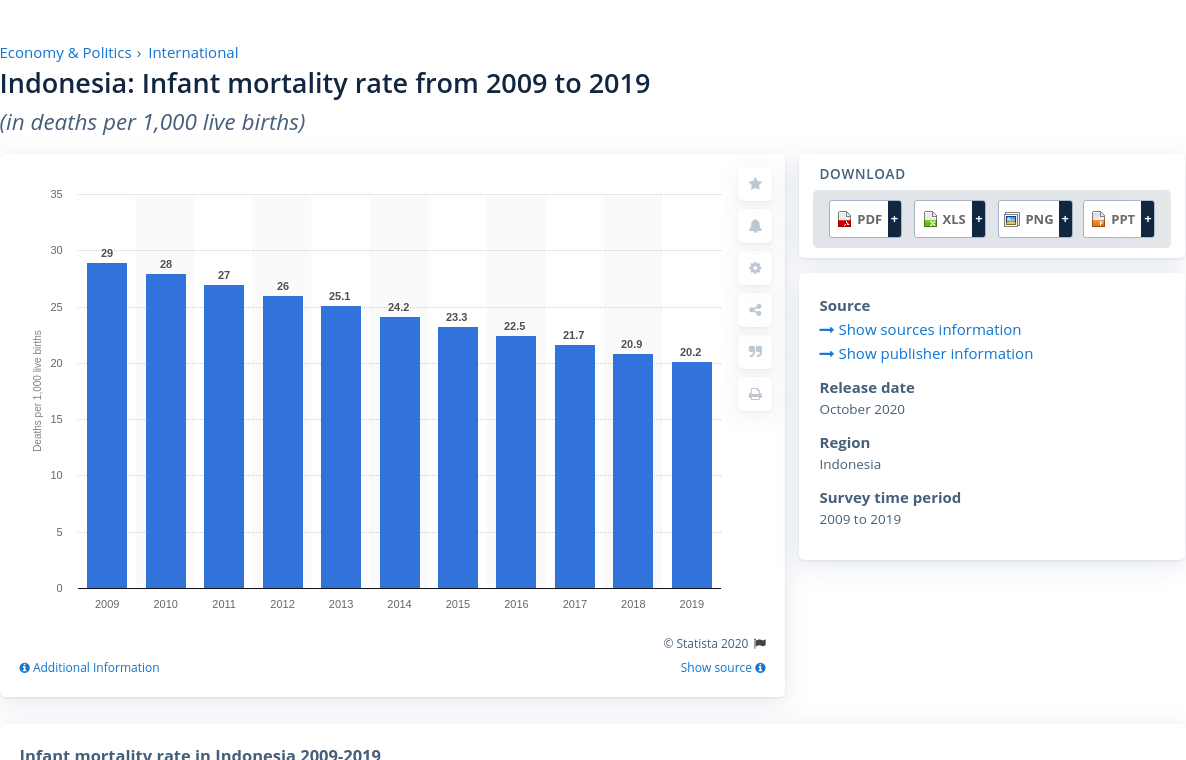 Economy & Politics › International
Indonesia: Infant mortality rate from 2009 to 2019
(in deaths per 1,000 live births)
35
30
25
20
15
10
5
0
Deaths per 1,000 live births
29
28
27
26
25.1
24.2
23.3
22.5
21.7
20.9
20.2
2009 2010 2011 2012 2013 2014 2015 2016 2017 2018 2019
© Statista 2020
Additional Information
Show source
DOWNLOAD
PDF + XLS + PNG + PPT +
Source
Show sources information
Show publisher information
Release date
October 2020
Region
Indonesia
Survey time period
2009 to 2019
Infant mortality rate in Indonesia 2009-2019